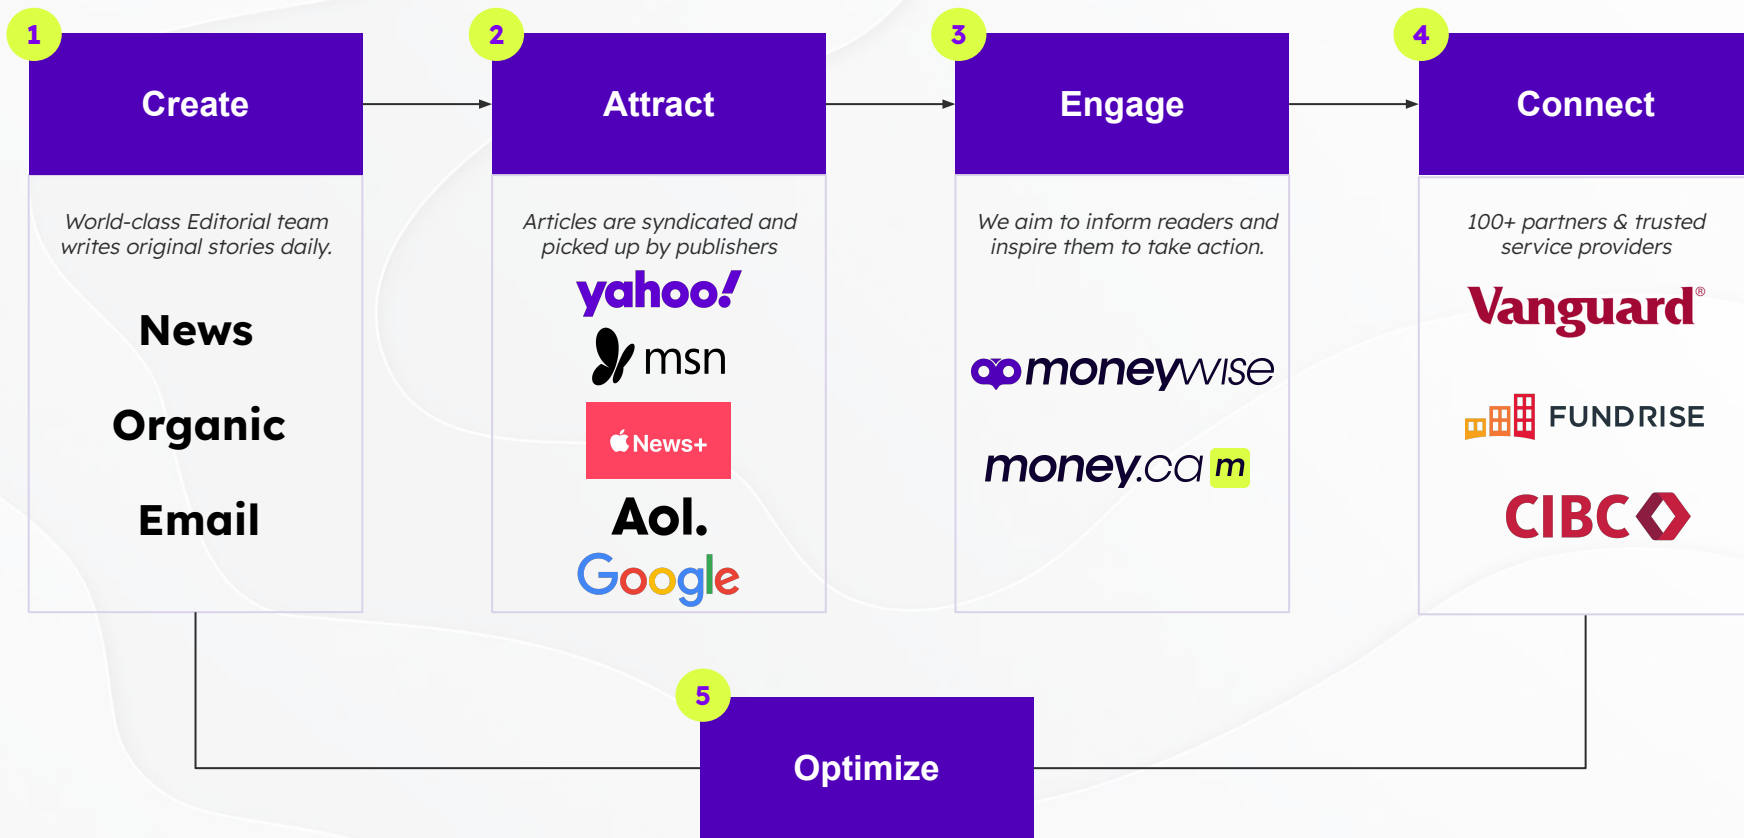 1
Create
World-class Editorial team
writes original stories daily.
News
Organic
Email
2
Attract
Articles are syndicated and
picked up by publishers
yahoo!
msn
News+
Aol.
Google
3
Engage
We aim to inform readers and
inspire them to take action.
moneywise
money.ca m
4
Connect
100+ partners & trusted
service providers
Vanguard®
FUNDRISE
CIBC
5
Optimize